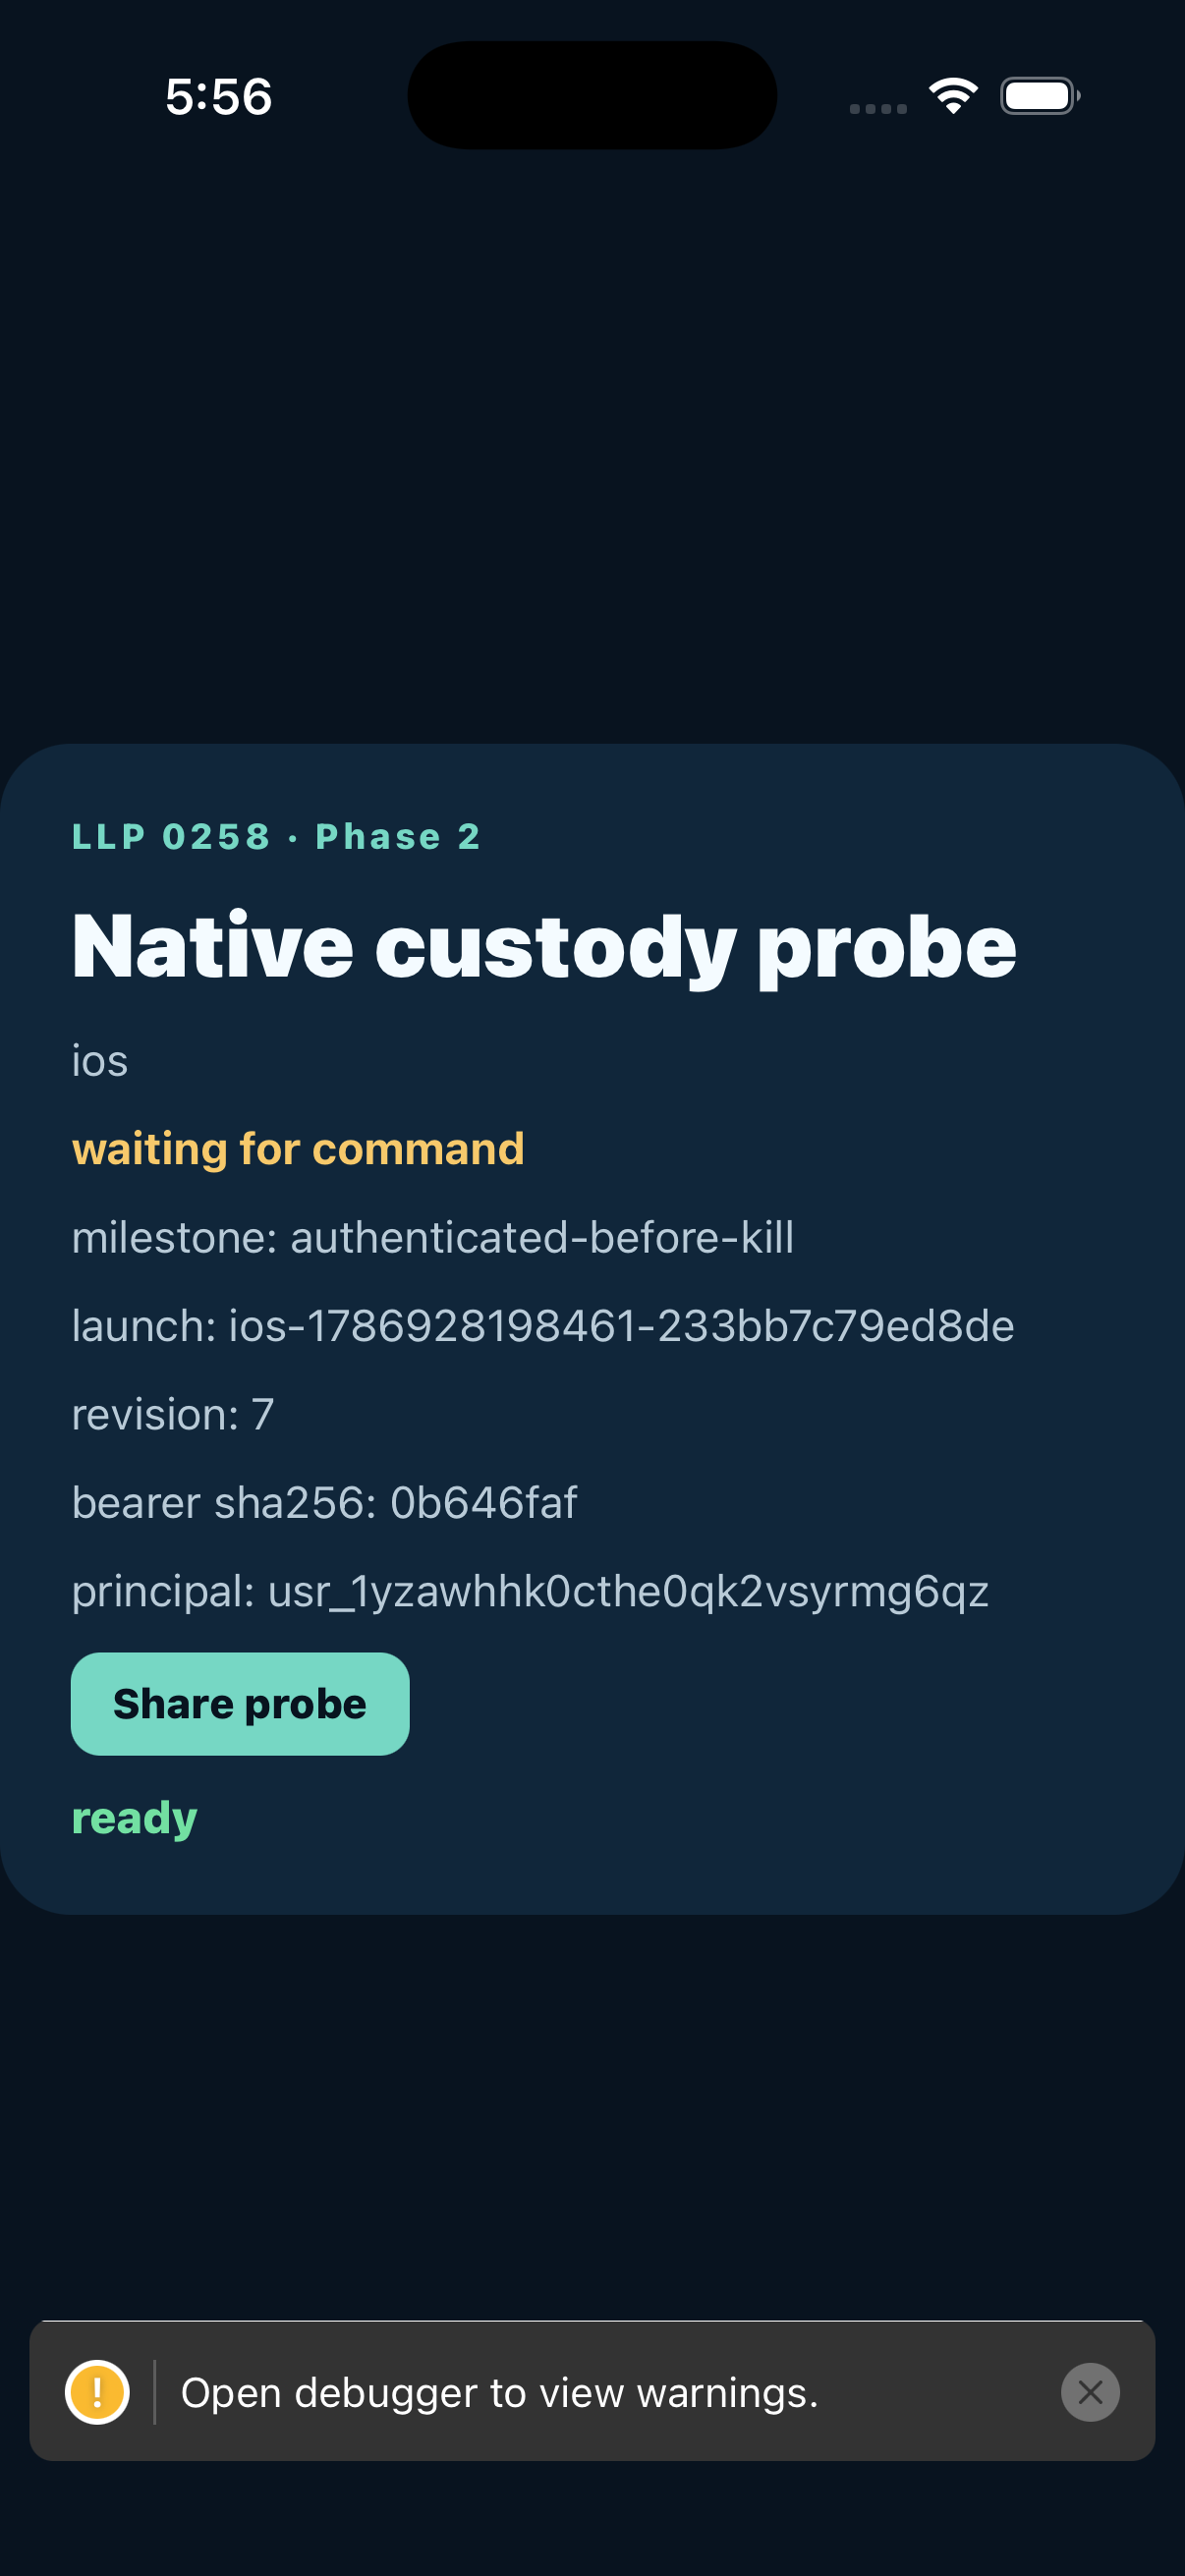 5:56
LLP 0258 · Phase 2
Native custody probe
ios
waiting for command
milestone: authenticated-before-kill
launch: ios-1786928198461-233bb7c79ed8de
revision: 7
bearer sha256: 0b646faf
principal: usr_1yzawhhk0cthe0qk2vsyrmg6qz
Share probe
ready
! Open debugger to view warnings.